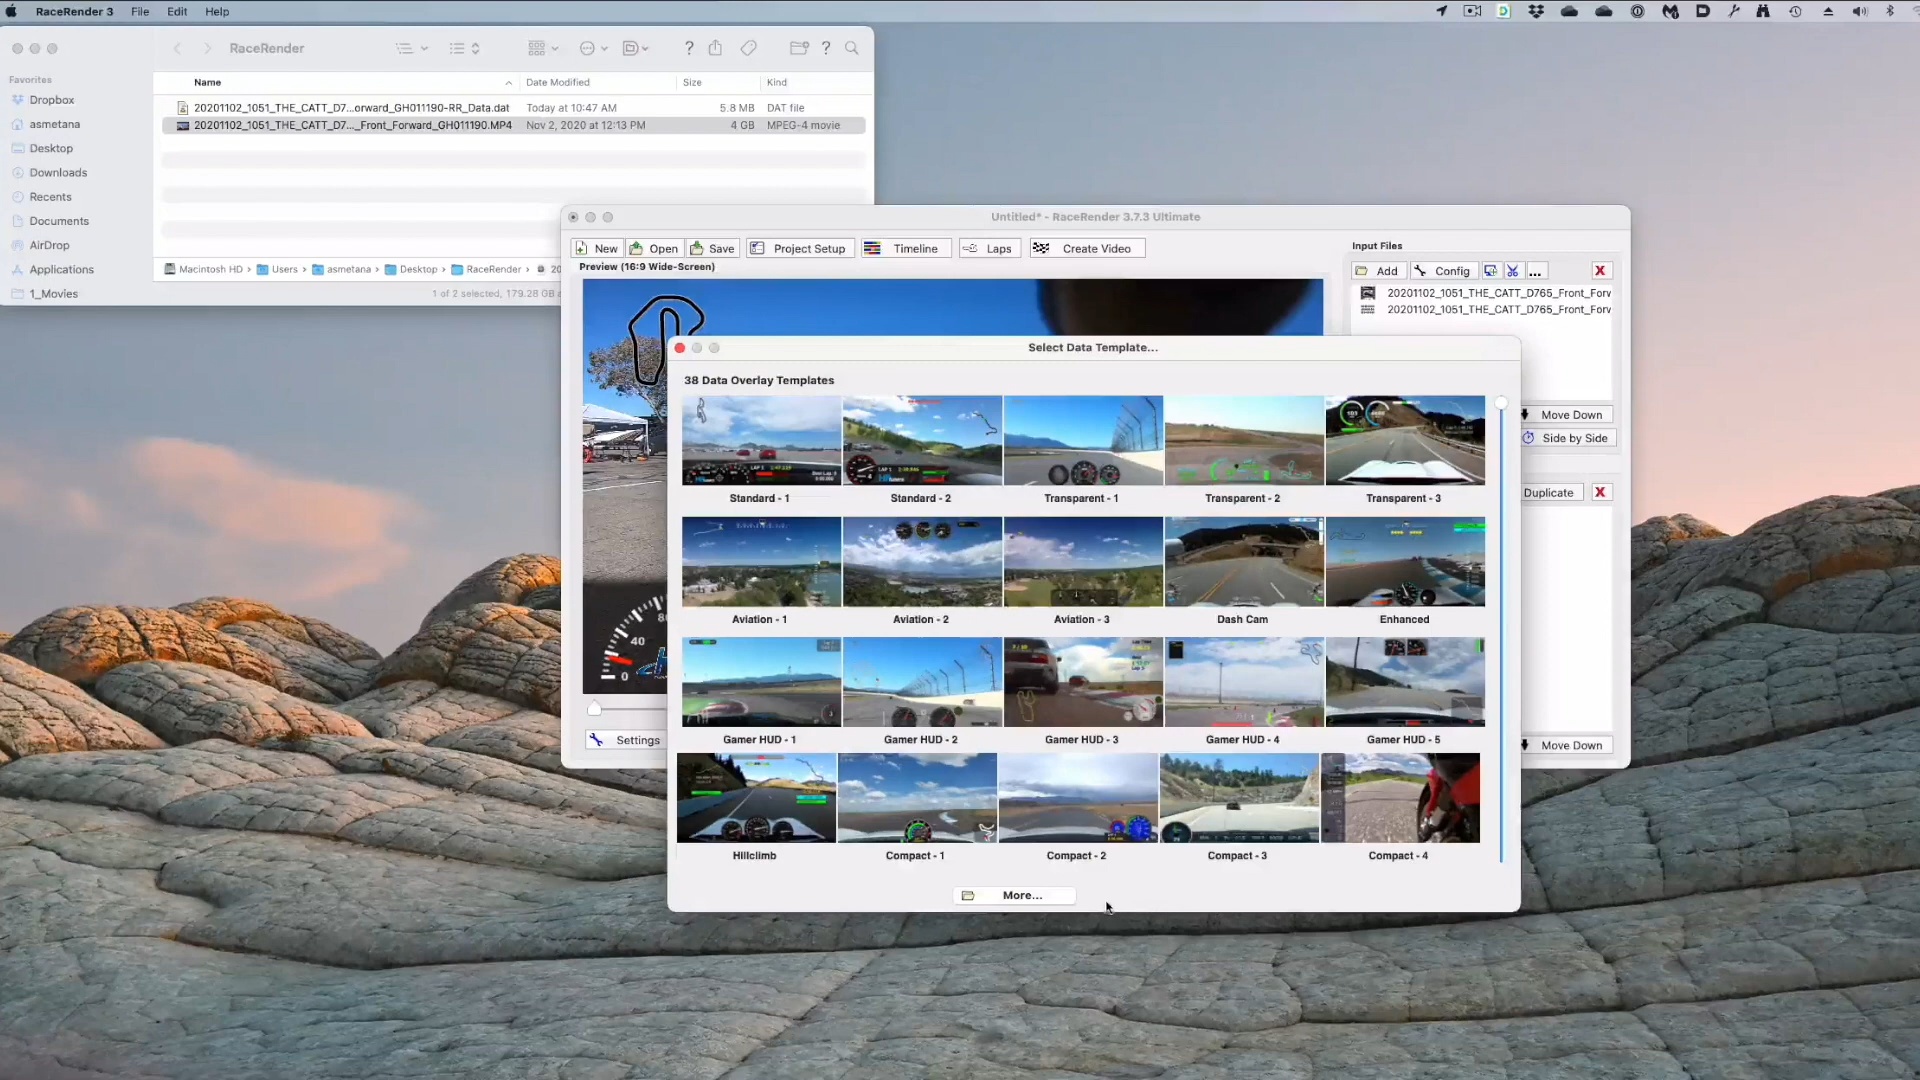 RaceRender 3 File Edit Help
RaceRender
Favorites
Dropbox
asmetana
Desktop
Downloads
Recents
Documents
AirDrop
Applications
1_Movies
Name Date Modified Size Kind
20201102_1051_THE_CATT_D7...orward_GH011190-RR_Data.dat Today at 10:47 AM 5.8 MB DAT file
20201102_1051_THE_CATT_D7..._Front_Forward_GH011190.MP4 Nov 2, 2020 at 12:13 PM 4 GB MPEG-4 movie
Macintosh HD › Users › asmetana › Desktop › RaceRender › 20
1 of 2 selected, 179.28 GB a
Untitled* - RaceRender 3.7.3 Ultimate
New Open Save Project Setup Timeline Laps Create Video
Preview (16:9 Wide-Screen)
Input Files
Add Config ... X
20201102_1051_THE_CATT_D765_Front_Forv
20201102_1051_THE_CATT_D765_Front_Forv
Move Down
Side by Side
Duplicate X
Move Down
40
0
Settings
Select Data Template...
38 Data Overlay Templates
Standard - 1 Standard - 2 Transparent - 1 Transparent - 2 Transparent - 3
Aviation - 1 Aviation - 2 Aviation - 3 Dash Cam Enhanced
Gamer HUD - 1 Gamer HUD - 2 Gamer HUD - 3 Gamer HUD - 4 Gamer HUD - 5
Hillclimb Compact - 1 Compact - 2 Compact - 3 Compact - 4
More...